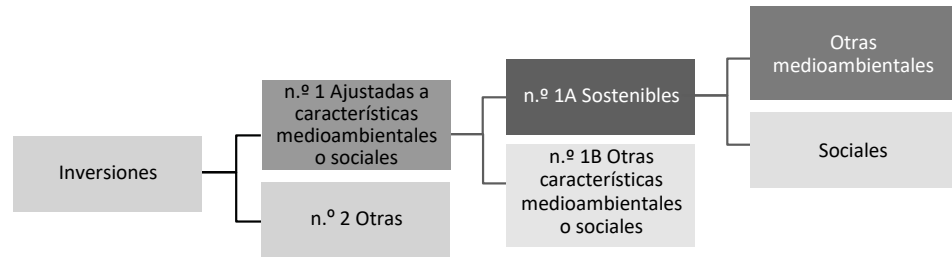 Inversiones
n.º 1 Ajustadas a
características
medioambientales
o sociales
n.º 2 Otras
n.º 1A Sostenibles
n.º 1B Otras
características
medioambientales
o sociales
Otras
medioambientales
Sociales